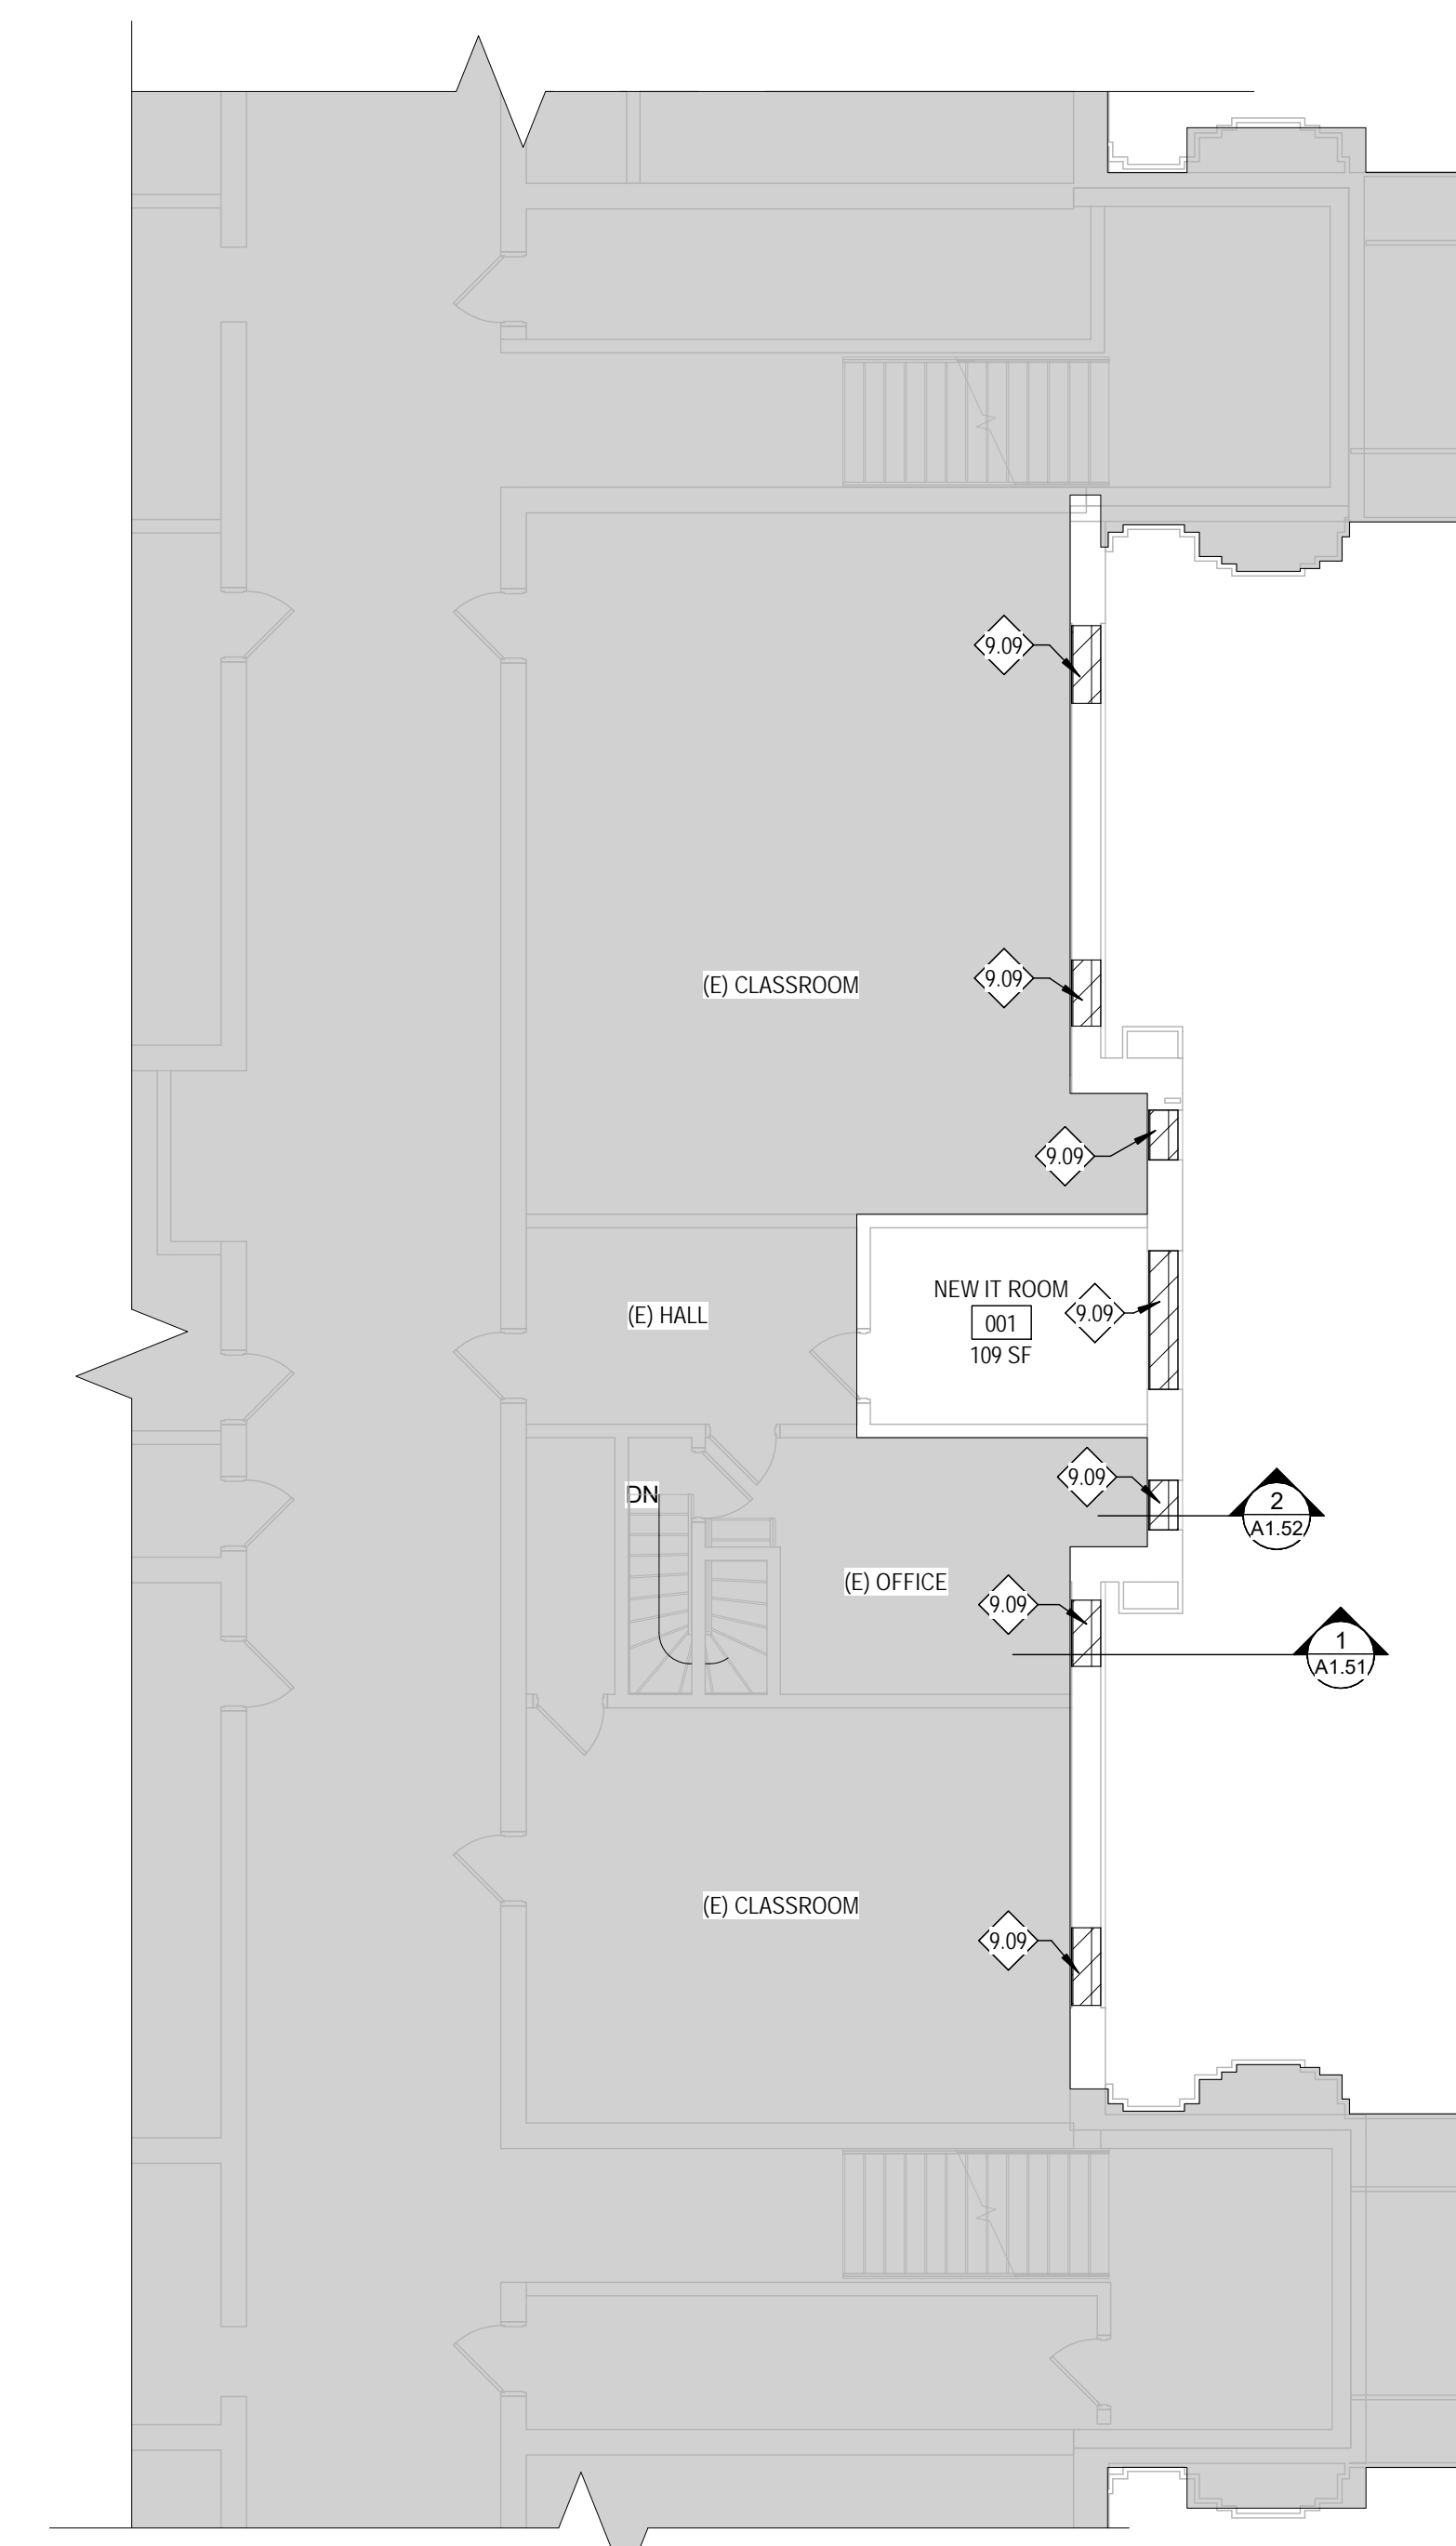 9.09
9.09
(E) CLASSROOM
9.09
NEW IT ROOM
001
109 SF
9.09
(E) HALL
9.09
DN
2
A1.52
(E) OFFICE
9.09
1
A1.51
(E) CLASSROOM
9.09